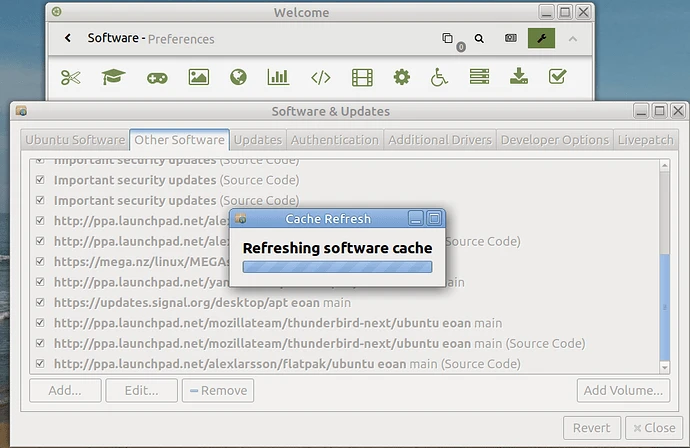 Welcome
Software - Preferences
0
Software & Updates
Ubuntu Software Other Software Updates Authentication Additional Drivers Developer Options Livepatch
Important security updates (Source Code)
Important security updates (Source Code)
Important security updates (Source Code)
http://ppa.launchpad.net/alex
http://ppa.launchpad.net/alex Source Code)
https://mega.nz/linux/MEGAs
http://ppa.launchpad.net/yan main
https://updates.signal.org/desktop/apt eoan main
http://ppa.launchpad.net/mozillateam/thunderbird-next/ubuntu eoan main
http://ppa.launchpad.net/mozillateam/thunderbird-next/ubuntu eoan main (Source Code)
http://ppa.launchpad.net/alexlarsson/flatpak/ubuntu eoan main (Source Code)
Cache Refresh
Refreshing software cache
Add... Edit... Remove Add Volume...
Revert Close